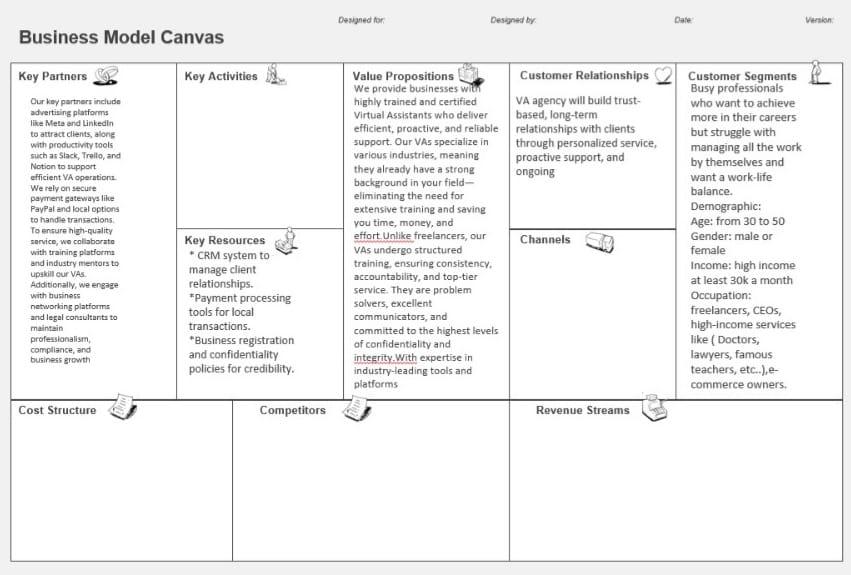 Designed for: Designed by: Date: Version:
Business Model Canvas
Key Partners
Our key partners include
advertising platforms
like Meta and LinkedIn
to attract clients, along
with productivity tools
such as Slack, Trello, and
Notion to support
efficient VA operations.
We rely on secure
payment gateways like
PayPal and local options
to handle transactions.
To ensure high-quality
service, we collaborate
with training platforms
and industry mentors to
upskill our VAs.
Additionally, we engage
with business
networking platforms
and legal consultants to
maintain
professionalism,
compliance, and
business growth
Key Activities
Key Resources
* CRM system to
manage client
relationships.
*Payment processing
tools for local
transactions.
*Business registration
and confidentiality
policies for credibility.
Value Propositions
We provide businesses with
highly trained and certified
Virtual Assistants who deliver
efficient, proactive, and reliable
support. Our VAs specialize in
various industries, meaning
they already have a strong
background in your field—
eliminating the need for
extensive training and saving
you time, money, and
effort.Unlike freelancers, our
VAs undergo structured
training, ensuring consistency,
accountability, and top-tier
service. They are problem
solvers, excellent
communicators, and
committed to the highest levels
of confidentiality and
integrity.With expertise in
industry-leading tools and
platforms
Customer Relationships
VA agency will build trust-
based, long-term
relationships with clients
through personalized service,
proactive support, and
ongoing
Channels
Customer Segments
Busy professionals
who want to achieve
more in their careers
but struggle with
managing all the work
by themselves and
want a work-life
balance.
Demographic:
Age: from 30 to 50
Gender: male or
female
Income: high income
at least 30k a month
Occupation:
freelancers, CEOs,
high-income services
like ( Doctors,
lawyers, famous
teachers, etc..),e-
commerce owners.
Cost Structure
Competitors
Revenue Streams